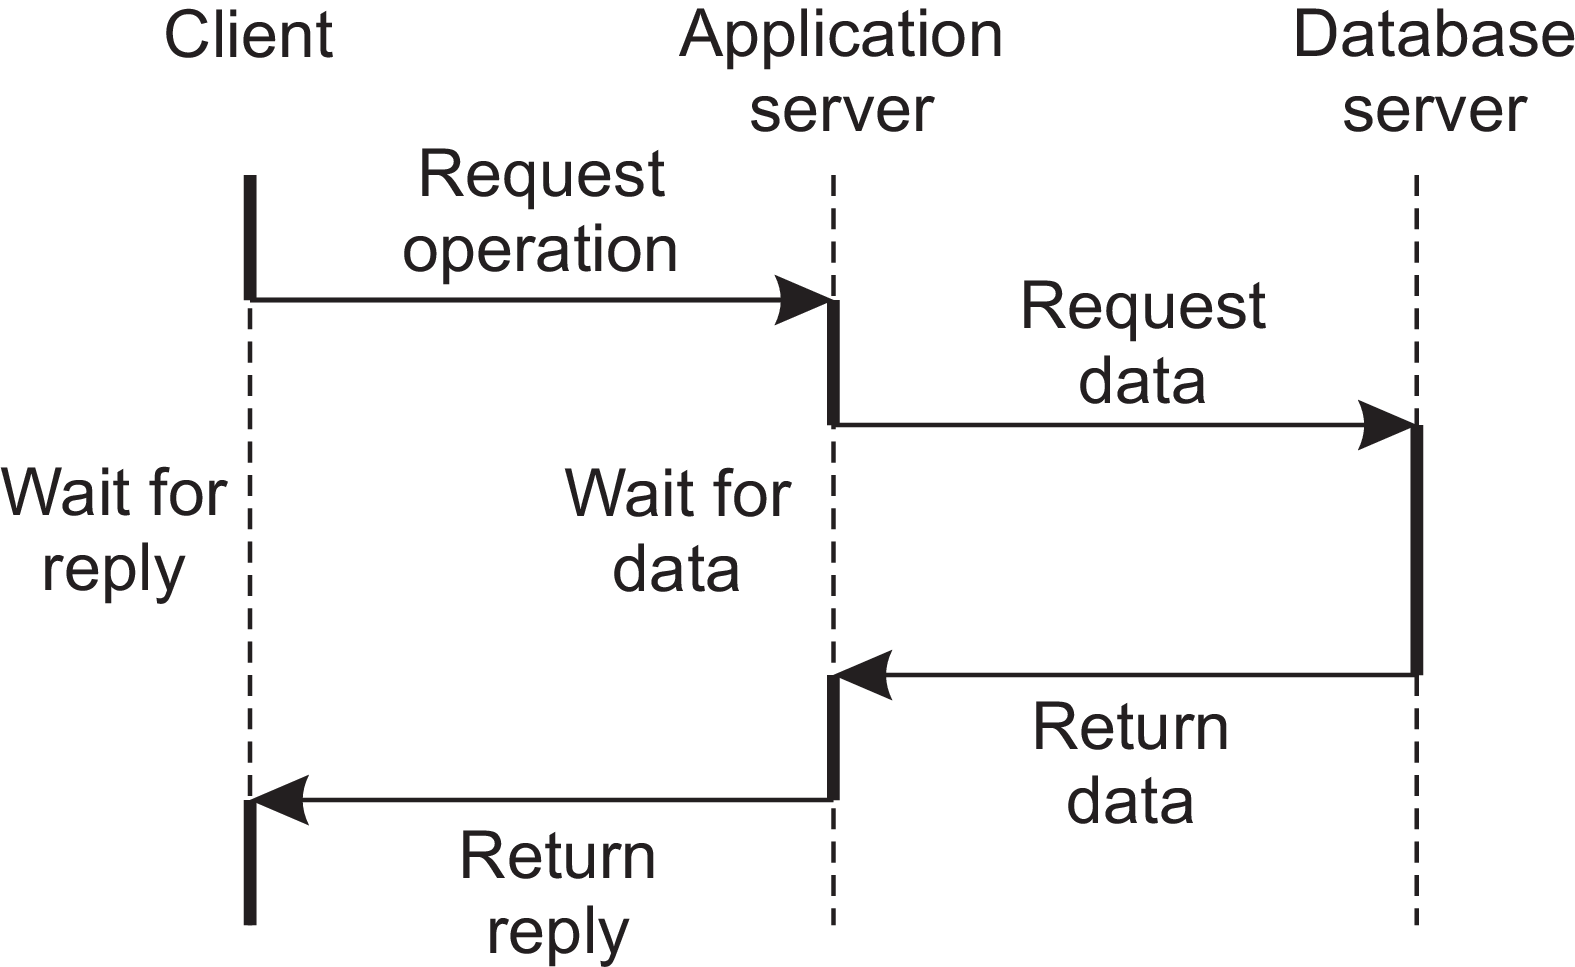 Client
Application
server
Database
server
Request
operation
Request
data
Wait for
reply
Wait for
data
Return
data
Return
reply